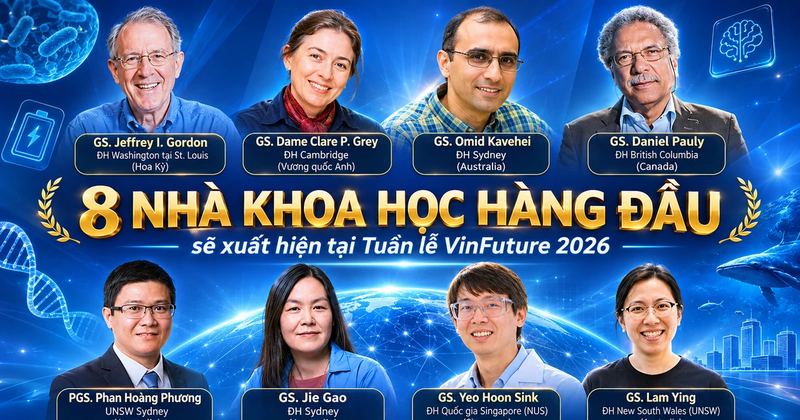 GS. Jeffrey I. Gordon
ĐH Washington tại St. Louis
(Hoa Kỳ)
GS. Dame Clare P. Grey
ĐH Cambridge
(Vương quốc Anh)
GS. Omid Kavehei
ĐH Sydney
(Australia)
GS. Daniel Pauly
ĐH British Columbia
(Canada)
8 NHÀ KHOA HỌC HÀNG ĐẦU
sẽ xuất hiện tại Tuần lễ VinFuture 2026
PGS. Phan Hoàng Phương
UNSW Sydney
GS. Jie Gao
ĐH Sydney
GS. Yeo Hoon Sink
ĐH Quốc gia Singapore (NUS)
GS. Lam Ying
ĐH New South Wales (UNSW)